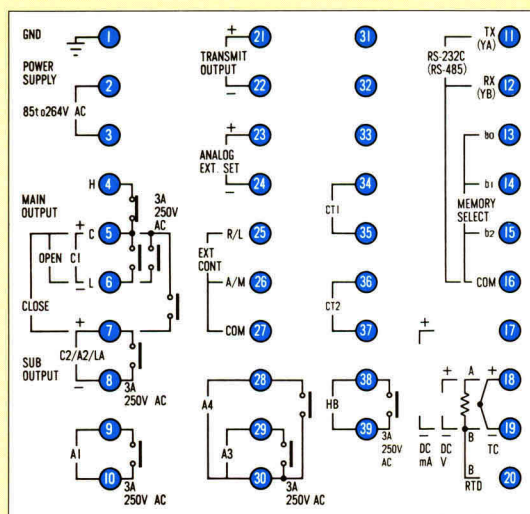 GND
1
POWER SUPPLY
2
85to264V AC
3
H
4
3A 250V AC
MAIN OUTPUT
+
C
5
OPEN
C1
−
L
6
CLOSE
+
7
C2/A2/LA
SUB OUTPUT
−
8
3A 250V AC
9
A1
10
3A 250V AC
+
21
TRANSMIT OUTPUT
−
22
+
23
ANALOG EXT. SET
−
24
R/L
25
EXT CONT
A/M
26
COM
27
28
A4
29
A3
30
3A 250V AC
31
32
33
34
CT1
35
36
CT2
37
38
HB
39
3A 250V AC
TX (YA)
11
RS-232C (RS-485)
RX (YB)
12
b0
13
b1
14
MEMORY SELECT
b2
15
COM
16
+
17
+
A
+
18
−
−
B
−
TC
19
DC mA
DC V
B
RTD
20